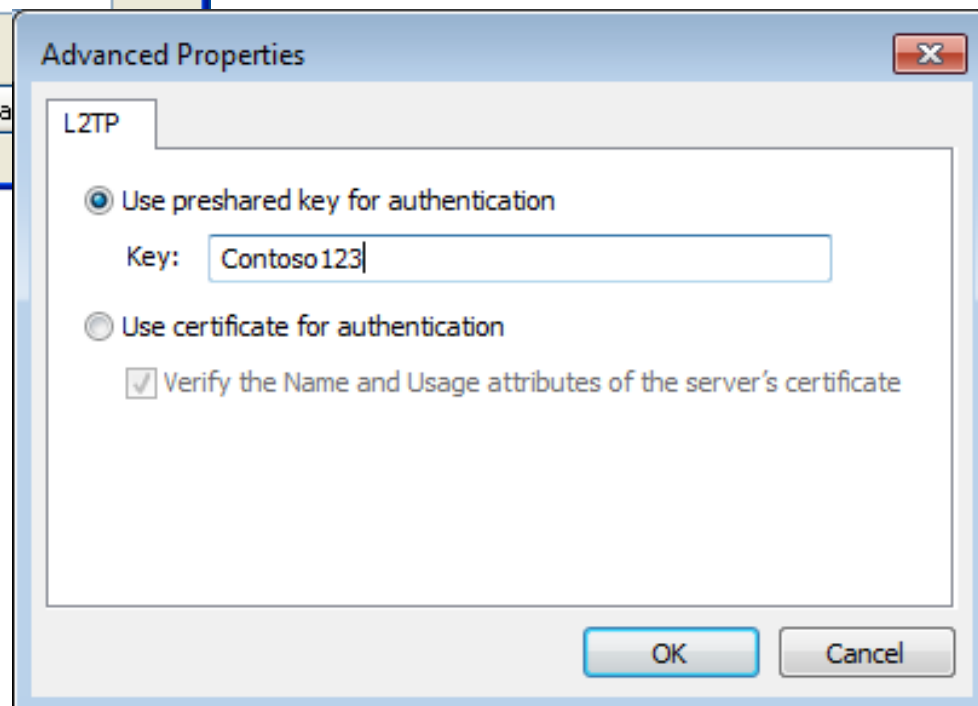 a
Advanced Properties
L2TP
Use preshared key for authentication
Key: Contoso123
Use certificate for authentication
Verify the Name and Usage attributes of the server's certificate
OK Cancel